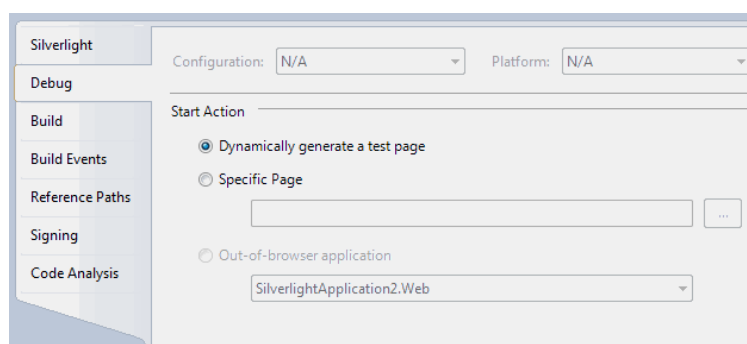 Silverlight
Debug
Build
Build Events
Reference Paths
Signing
Code Analysis
Configuration: N/A Platform: N/A
Start Action
Dynamically generate a test page
Specific Page
...
Out-of-browser application
SilverlightApplication2.Web